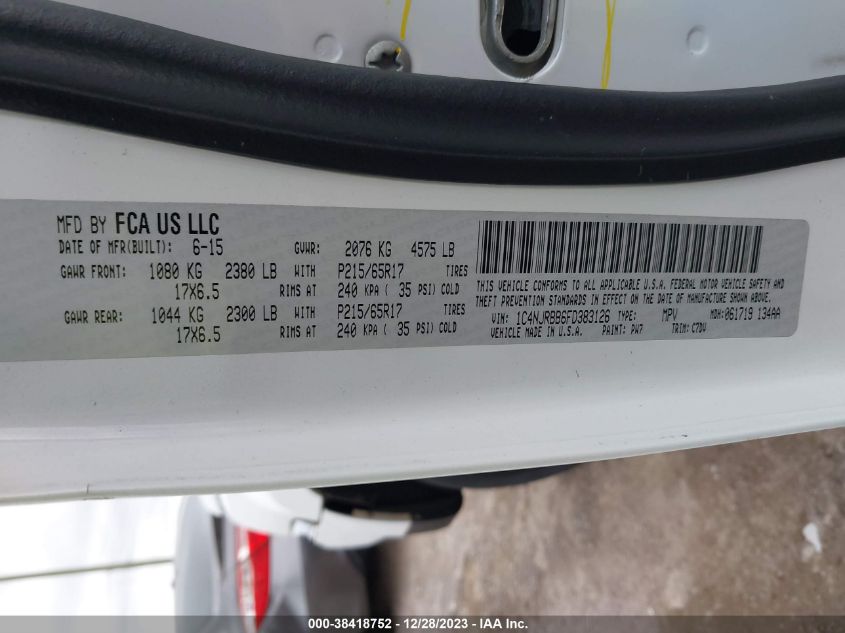 MFD BY FCA US LLC
DATE OF MFR(BUILT): 6-15 GVWR: 2076 KG 4575 LB
GAWR FRONT: 1080 KG 2380 LB WITH P215/65R17 TIRES
17X6.5 RIMS AT 240 KPA ( 35 PSI) COLD
GAWR REAR: 1044 KG 2300 LB WITH P215/65R17 TIRES
17X6.5 RIMS AT 240 KPA ( 35 PSI) COLD
THIS VEHICLE CONFORMS TO ALL APPLICABLE U.S.A. FEDERAL MOTOR VEHICLE SAFETY AND
THEFT PREVENTION STANDARDS IN EFFECT ON THE DATE OF MANUFACTURE SHOWN ABOVE.
VIN: 1C4NJRBB6FD383126 TYPE: MPV MDH:061719 134AA
VEHICLE MADE IN U.S.A. PAINT: PW7 TRIM: C7DV
000-38418752 - 12/28/2023 - IAA Inc.